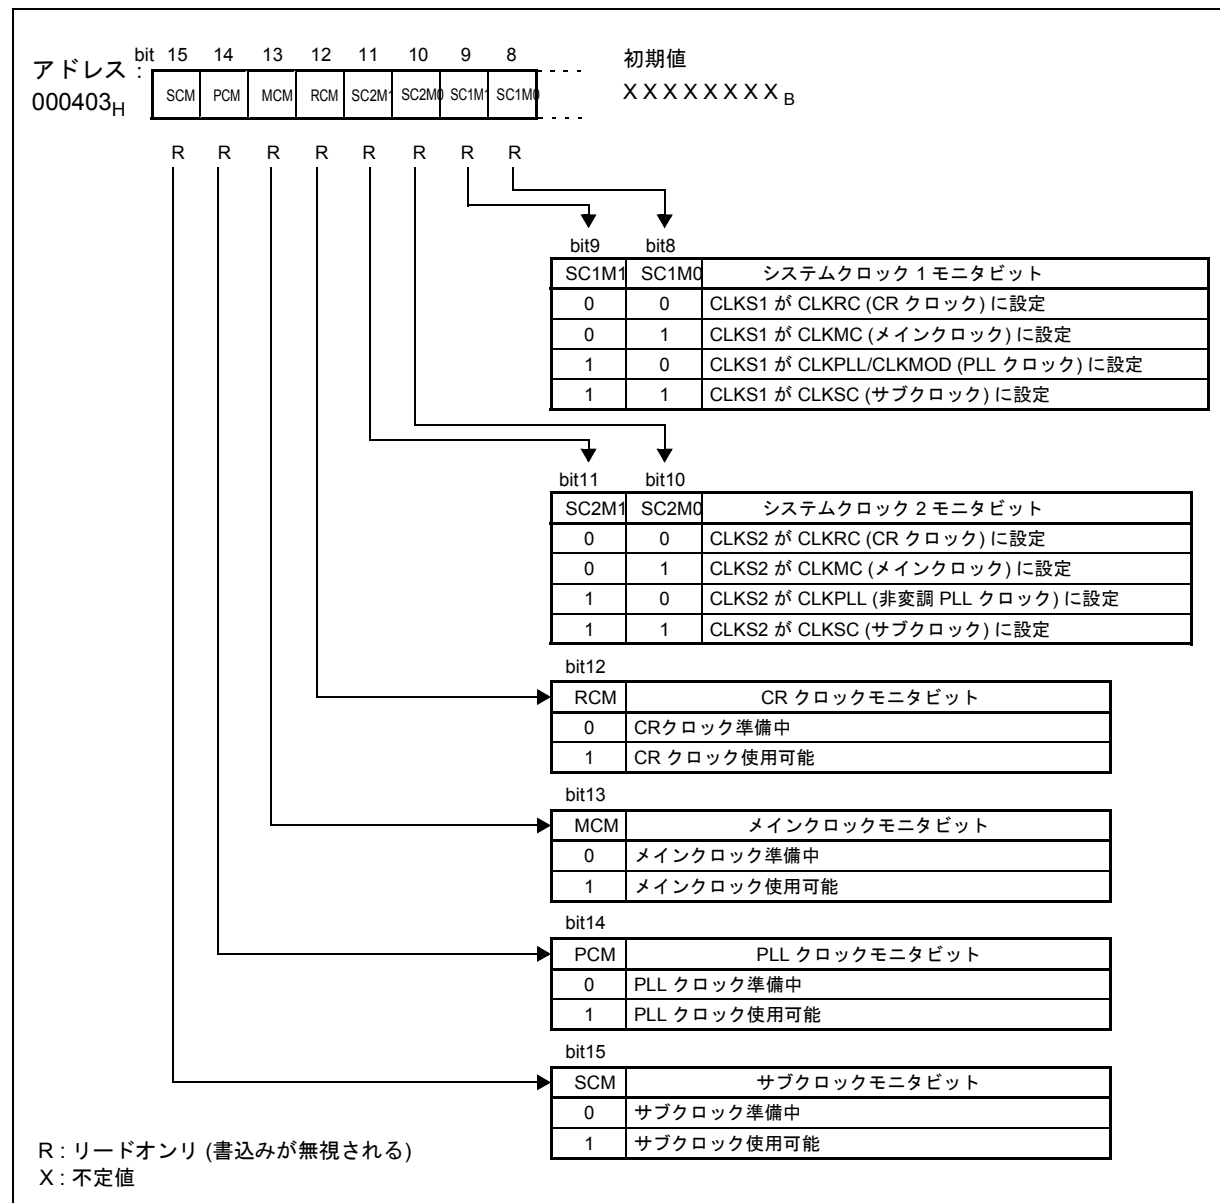 bit 15 14 13 12 11 10 9 8 初期値
アドレス :
SCM PCM MCM RCM SC2M1 SC2M0 SC1M1 SC1M0 X X X X X X X X B
000403H
R R R R R R R R
bit9 bit8
SC1M1 SC1M0 システムクロック 1 モニタビット
0 0 CLKS1 が CLKRC (CR クロック) に設定
0 1 CLKS1 が CLKMC (メインクロック) に設定
1 0 CLKS1 が CLKPLL/CLKMOD (PLL クロック) に設定
1 1 CLKS1 が CLKSC (サブクロック) に設定
bit11 bit10
SC2M1 SC2M0 システムクロック 2 モニタビット
0 0 CLKS2 が CLKRC (CR クロック) に設定
0 1 CLKS2 が CLKMC (メインクロック) に設定
1 0 CLKS2 が CLKPLL (非変調 PLL クロック) に設定
1 1 CLKS2 が CLKSC (サブクロック) に設定
bit12
RCM CR クロックモニタビット
0 CRクロック準備中
1 CR クロック使用可能
bit13
MCM メインクロックモニタビット
0 メインクロック準備中
1 メインクロック使用可能
bit14
PCM PLL クロックモニタビット
0 PLL クロック準備中
1 PLL クロック使用可能
bit15
SCM サブクロックモニタビット
0 サブクロック準備中
1 サブクロック使用可能
R : リードオンリ (書込みが無視される)
X : 不定値